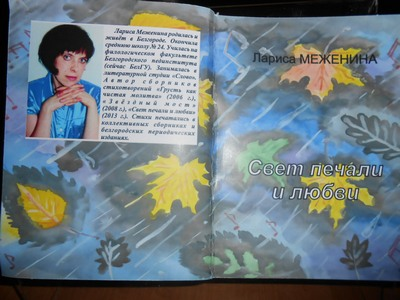 Лариса Меженина родилась и
живёт в Белгороде. Окончила
среднюю школу № 24. Училась на
филологическом факультете
Белгородского пединститута
(сейчас БелГУ). Занималась в
литературной студии «Слово».
Автор сборников
стихотворений «Грусть как
чистая молитва» (2006 г.),
«Звёздный мост»
(2008 г.), «Свет печали и любви»
(2013 г.). Стихи печатались в
коллективных сборниках и
белгородских периодических
изданиях.
Лариса МЕЖЕНИНА
Свет печали
и любви